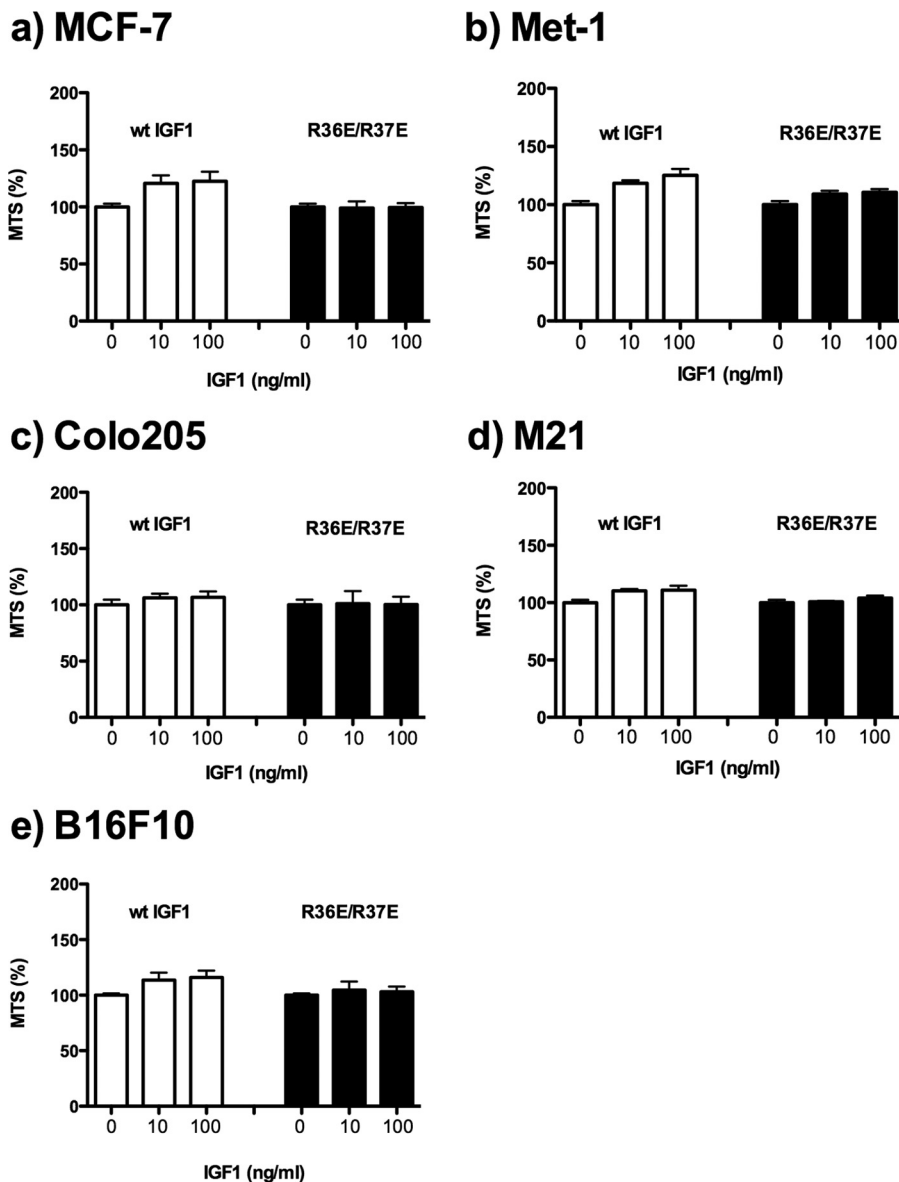 a) MCF-7
200
150
100
50
0
MTS (%)
wt IGF1
R36E/R37E
0 10 100 0 10 100
IGF1 (ng/ml)
b) Met-1
200
150
100
50
0
MTS (%)
wt IGF1
R36E/R37E
0 10 100 0 10 100
IGF1 (ng/ml)
c) Colo205
200
150
100
50
0
MTS (%)
wt IGF1
R36E/R37E
0 10 100 0 10 100
IGF1 (ng/ml)
d) M21
200
150
100
50
0
MTS (%)
wt IGF1
R36E/R37E
0 10 100 0 10 100
IGF1 (ng/ml)
e) B16F10
200
150
100
50
0
MTS (%)
wt IGF1
R36E/R37E
0 10 100 0 10 100
IGF1 (ng/ml)